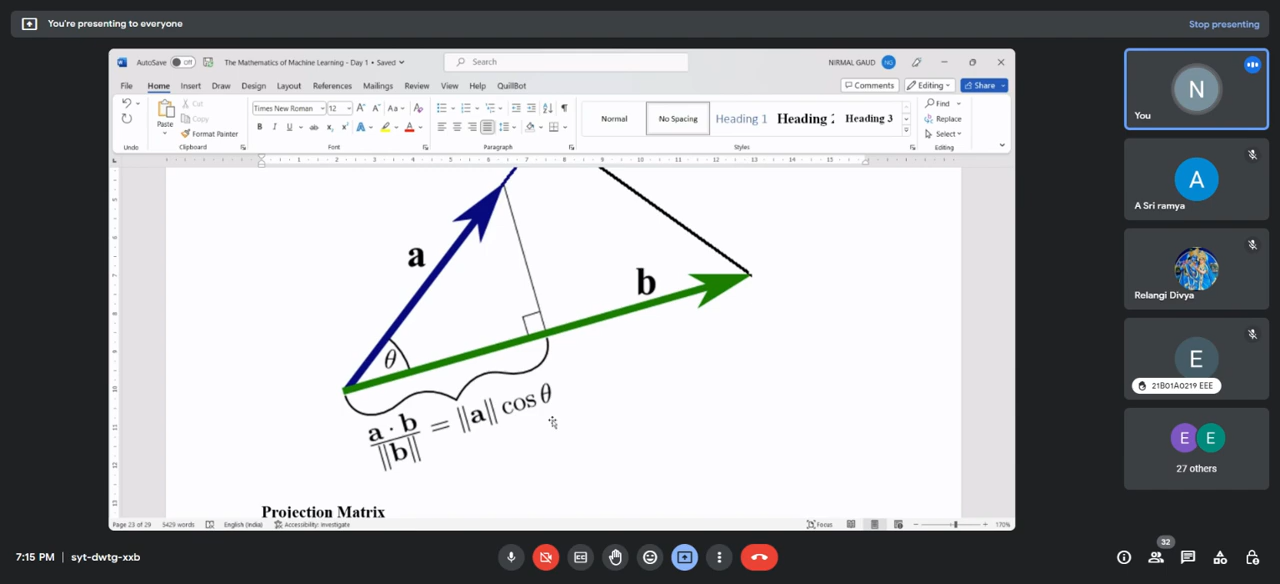 You're presenting to everyone
Stop presenting
AutoSave Off
The Mathematics of Machine Learning - Day 1 • Saved
Search
NIRMAL GAUD
NG
File Home Insert Draw Design Layout References Mailings Review View Help QuillBot
Comments Editing Share
Paste
Cut
Copy
Format Painter
Times New Roman 12
Normal
No Spacing
Heading 1
Heading 2
Heading 3
Find
Replace
Select
Undo Clipboard Font Paragraph Styles Editing
a
b
θ
a · b / ‖b‖ = ‖a‖ cos θ
Projection Matrix
Page 23 of 29 5429 words English (India) Accessibility: Investigate Focus 170%
N
You
A
A Sri ramya
Relangi Divya
E
21B01A0219 EEE
E E
27 others
7:15 PM | syt-dwtg-xxb
32